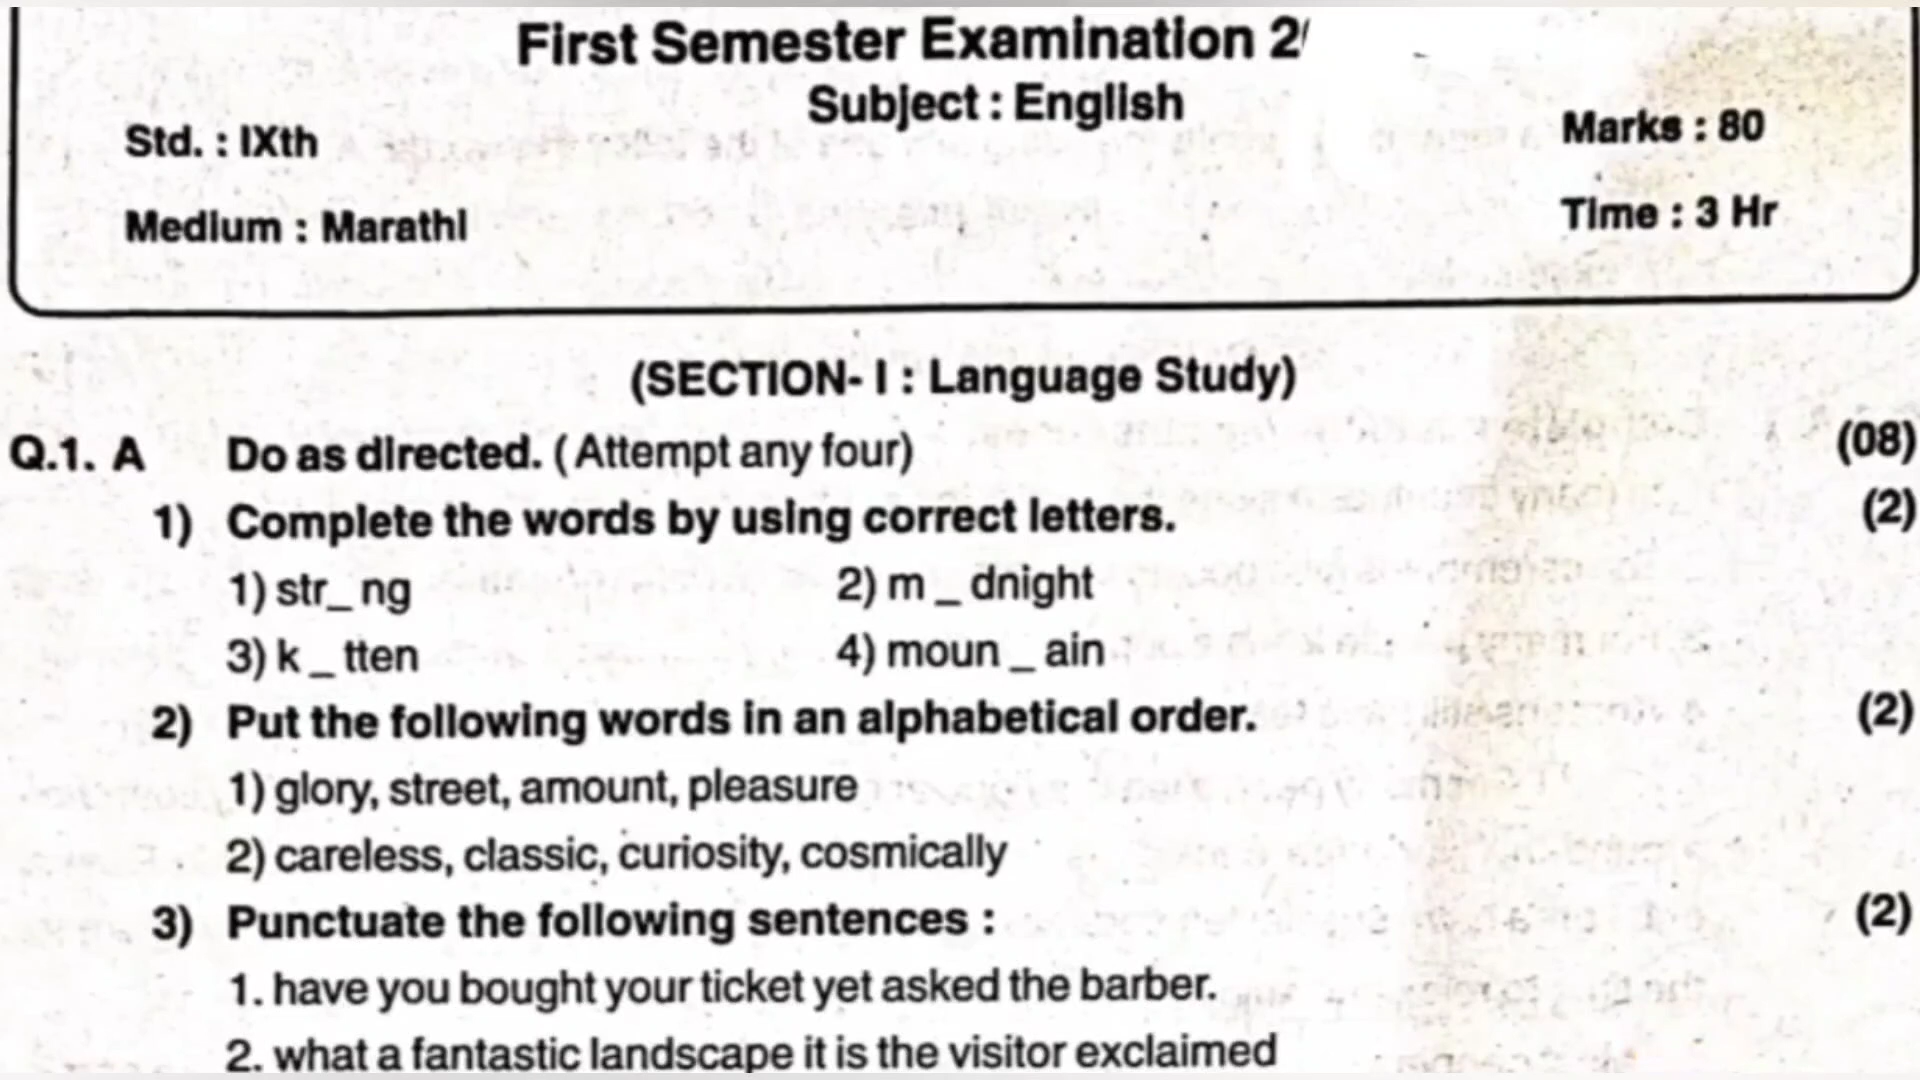 First Semester Examination 2
Subject : English
Std. : IXth
Marks : 80
Medium : Marathi
Time : 3 Hr
(SECTION- I : Language Study)
Q.1. A Do as directed. ( Attempt any four) (08)
1) Complete the words by using correct letters. (2)
1) str_ ng 2) m _ dnight
3) k _ tten 4) moun _ ain
2) Put the following words in an alphabetical order. (2)
1) glory, street, amount, pleasure
2) careless, classic, curiosity, cosmically
3) Punctuate the following sentences : (2)
1. have you bought your ticket yet asked the barber.
2. what a fantastic landscape it is the visitor exclaimed